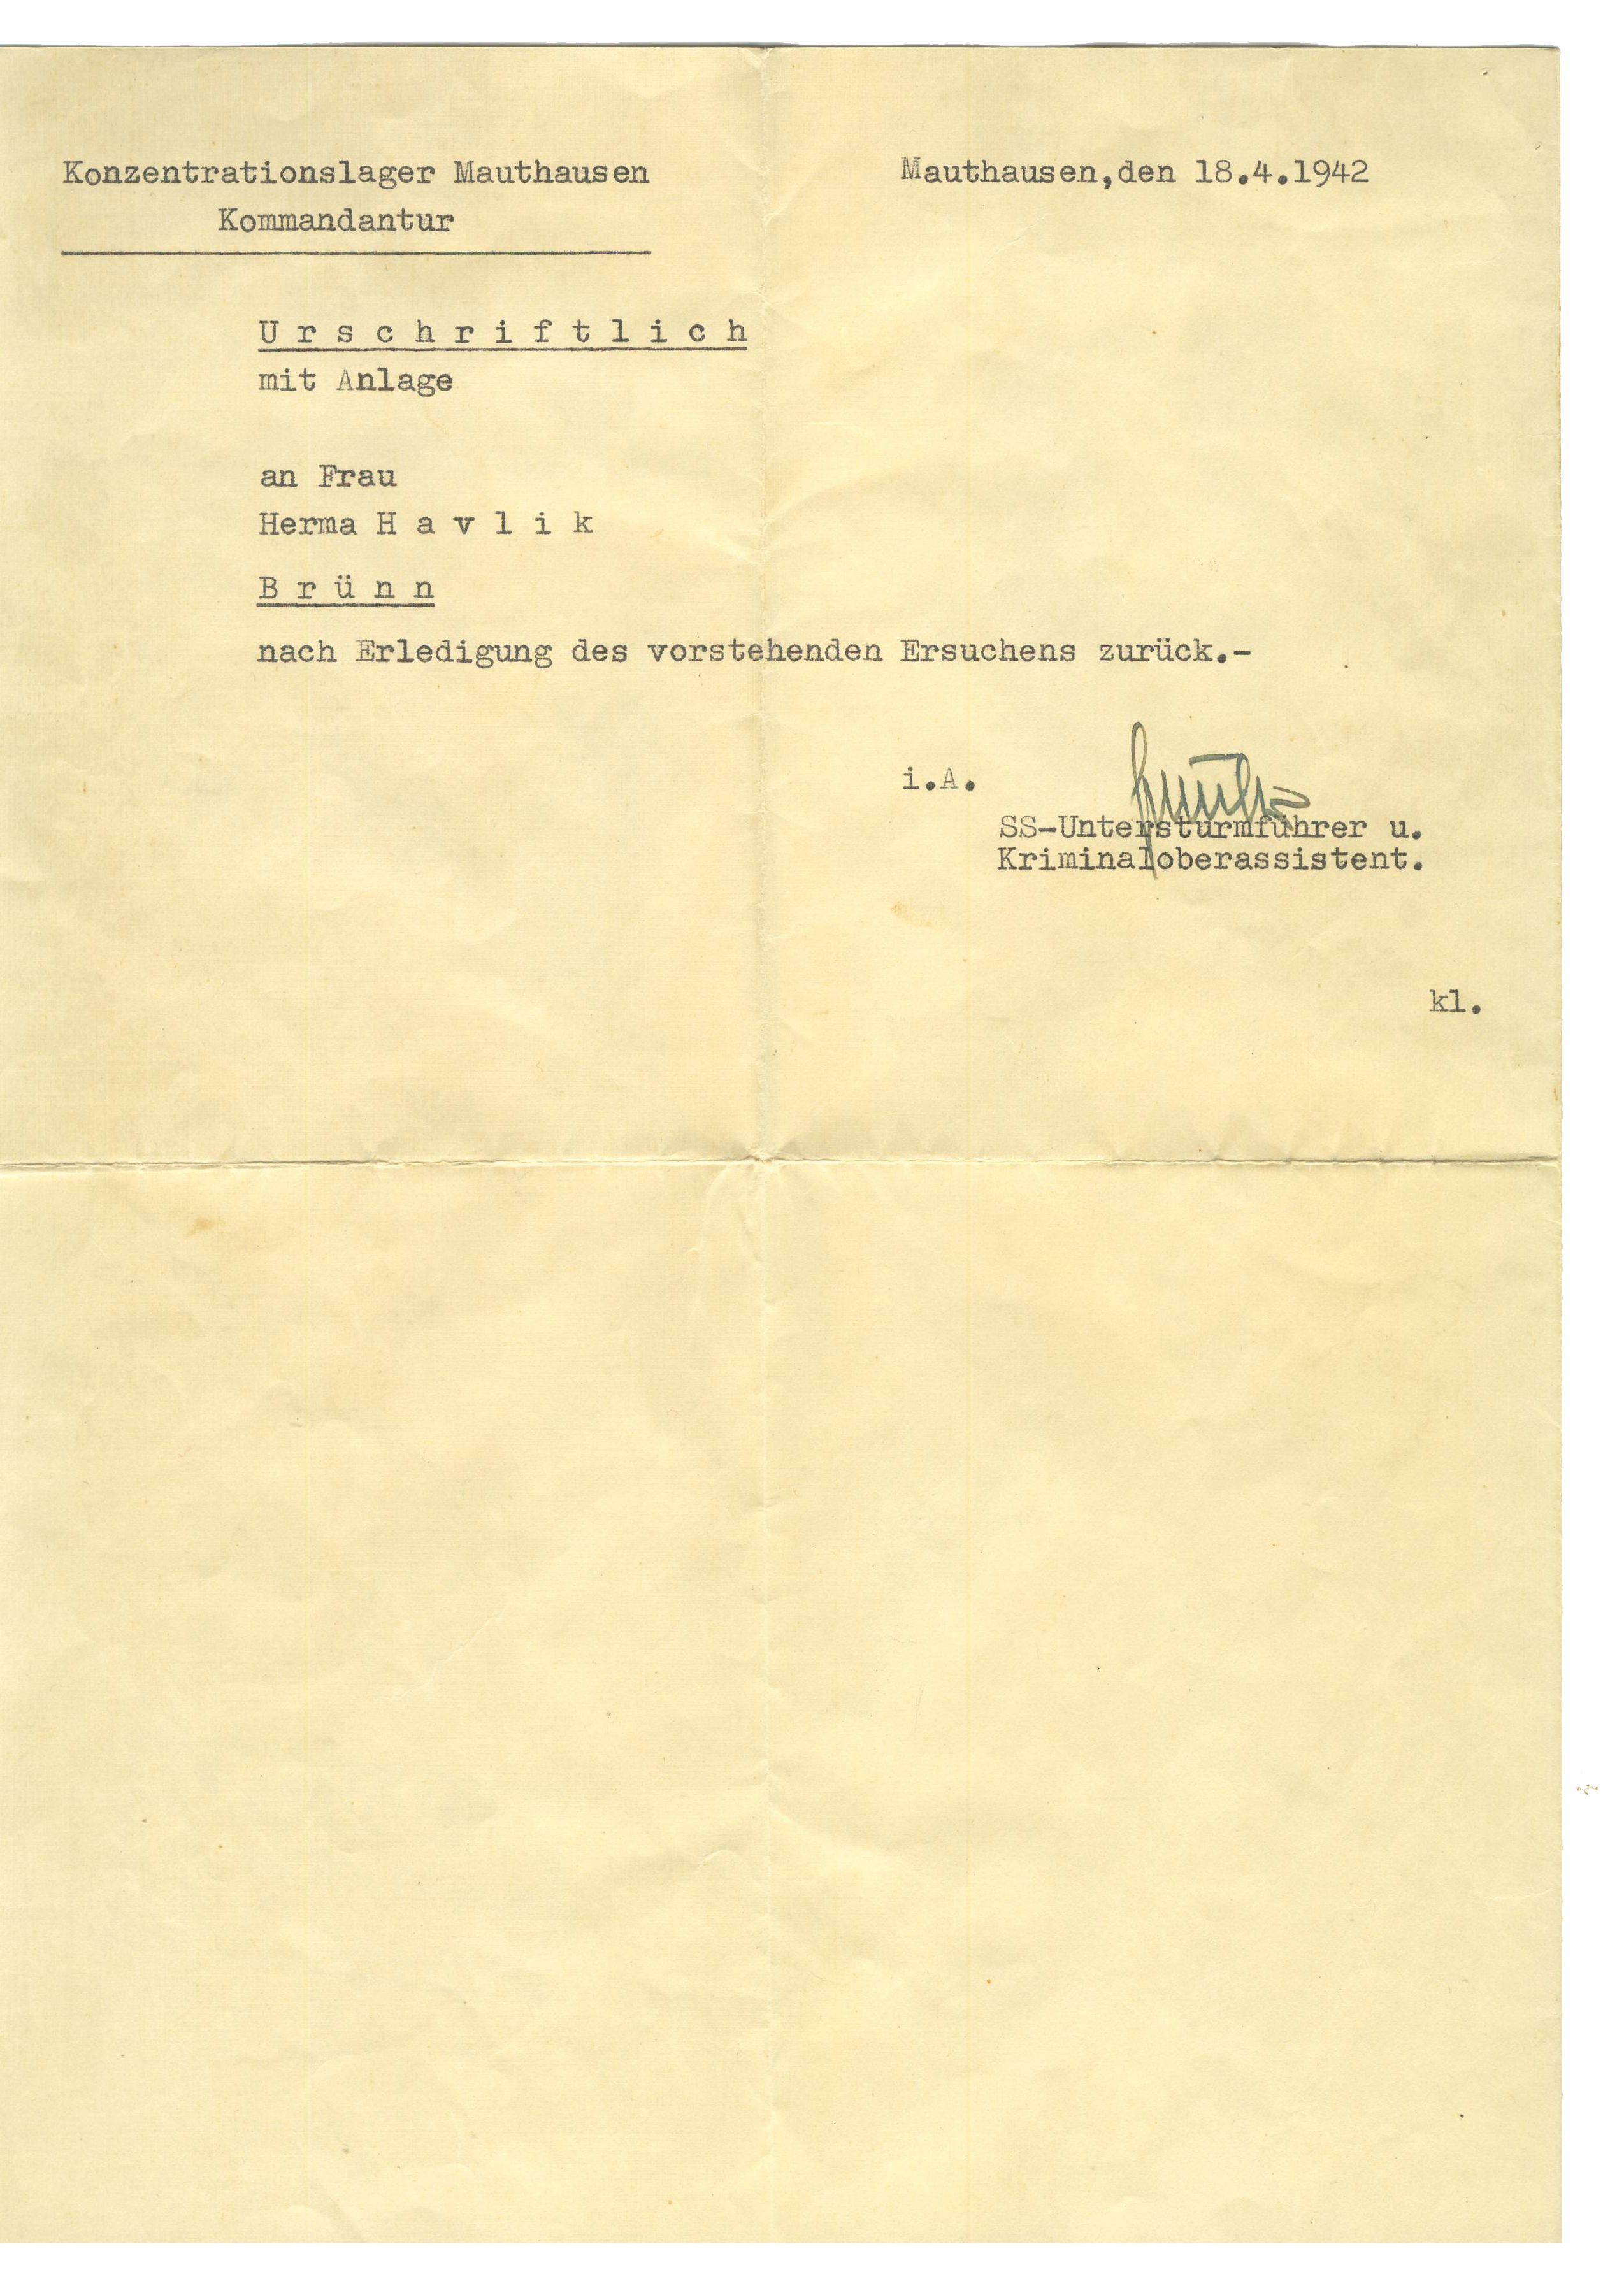 Konzentrationslager Mauthausen
Kommandantur
Mauthausen,den 18.4.1942
U r s c h r i f t l i c h
mit Anlage
an Frau
Herma H a v l i k
B r ü n n
nach Erledigung des vorstehenden Ersuchens zurück.-
i.A.
SS-Untersturmführer u.
Kriminaloberassistent.
kl.